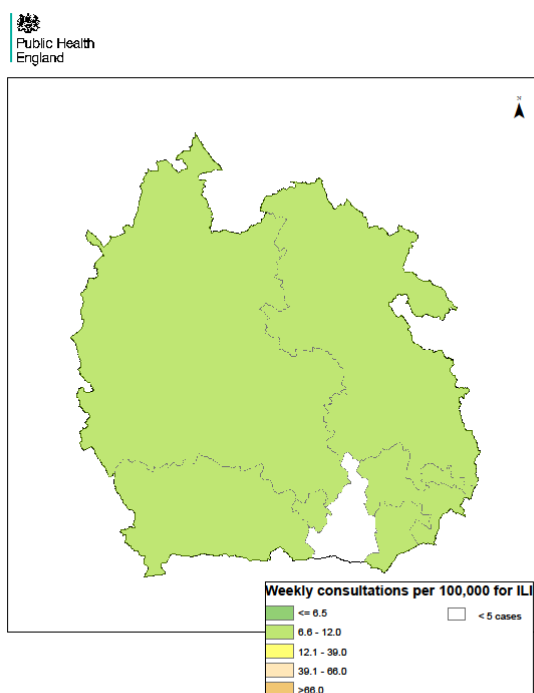 Public Health
England
N
Weekly consultations per 100,000 for ILI
<= 6.5
< 5 cases
6.6 - 12.0
12.1 - 39.0
39.1 - 66.0
>66.0